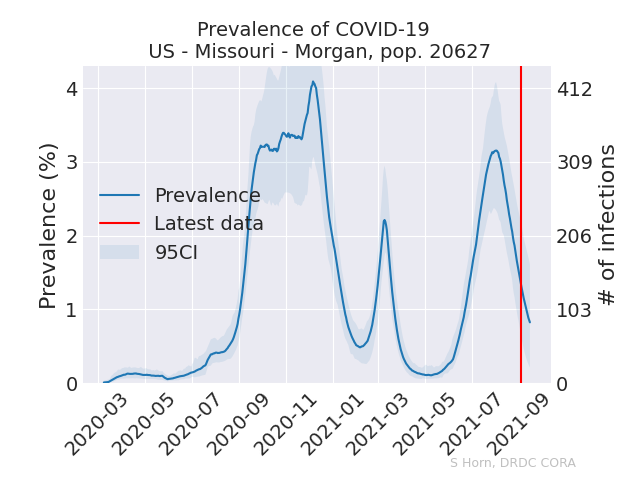 Prevalence of COVID-19
US - Missouri - Morgan, pop. 20627
Prevalence (%)
4
3
2
1
0
Prevalence
Latest data
95CI
412
309
206
103
0
# of infections
2020-03
2020-05
2020-07
2020-09
2020-11
2021-01
2021-03
2021-05
2021-07
2021-09
S Horn, DRDC CORA